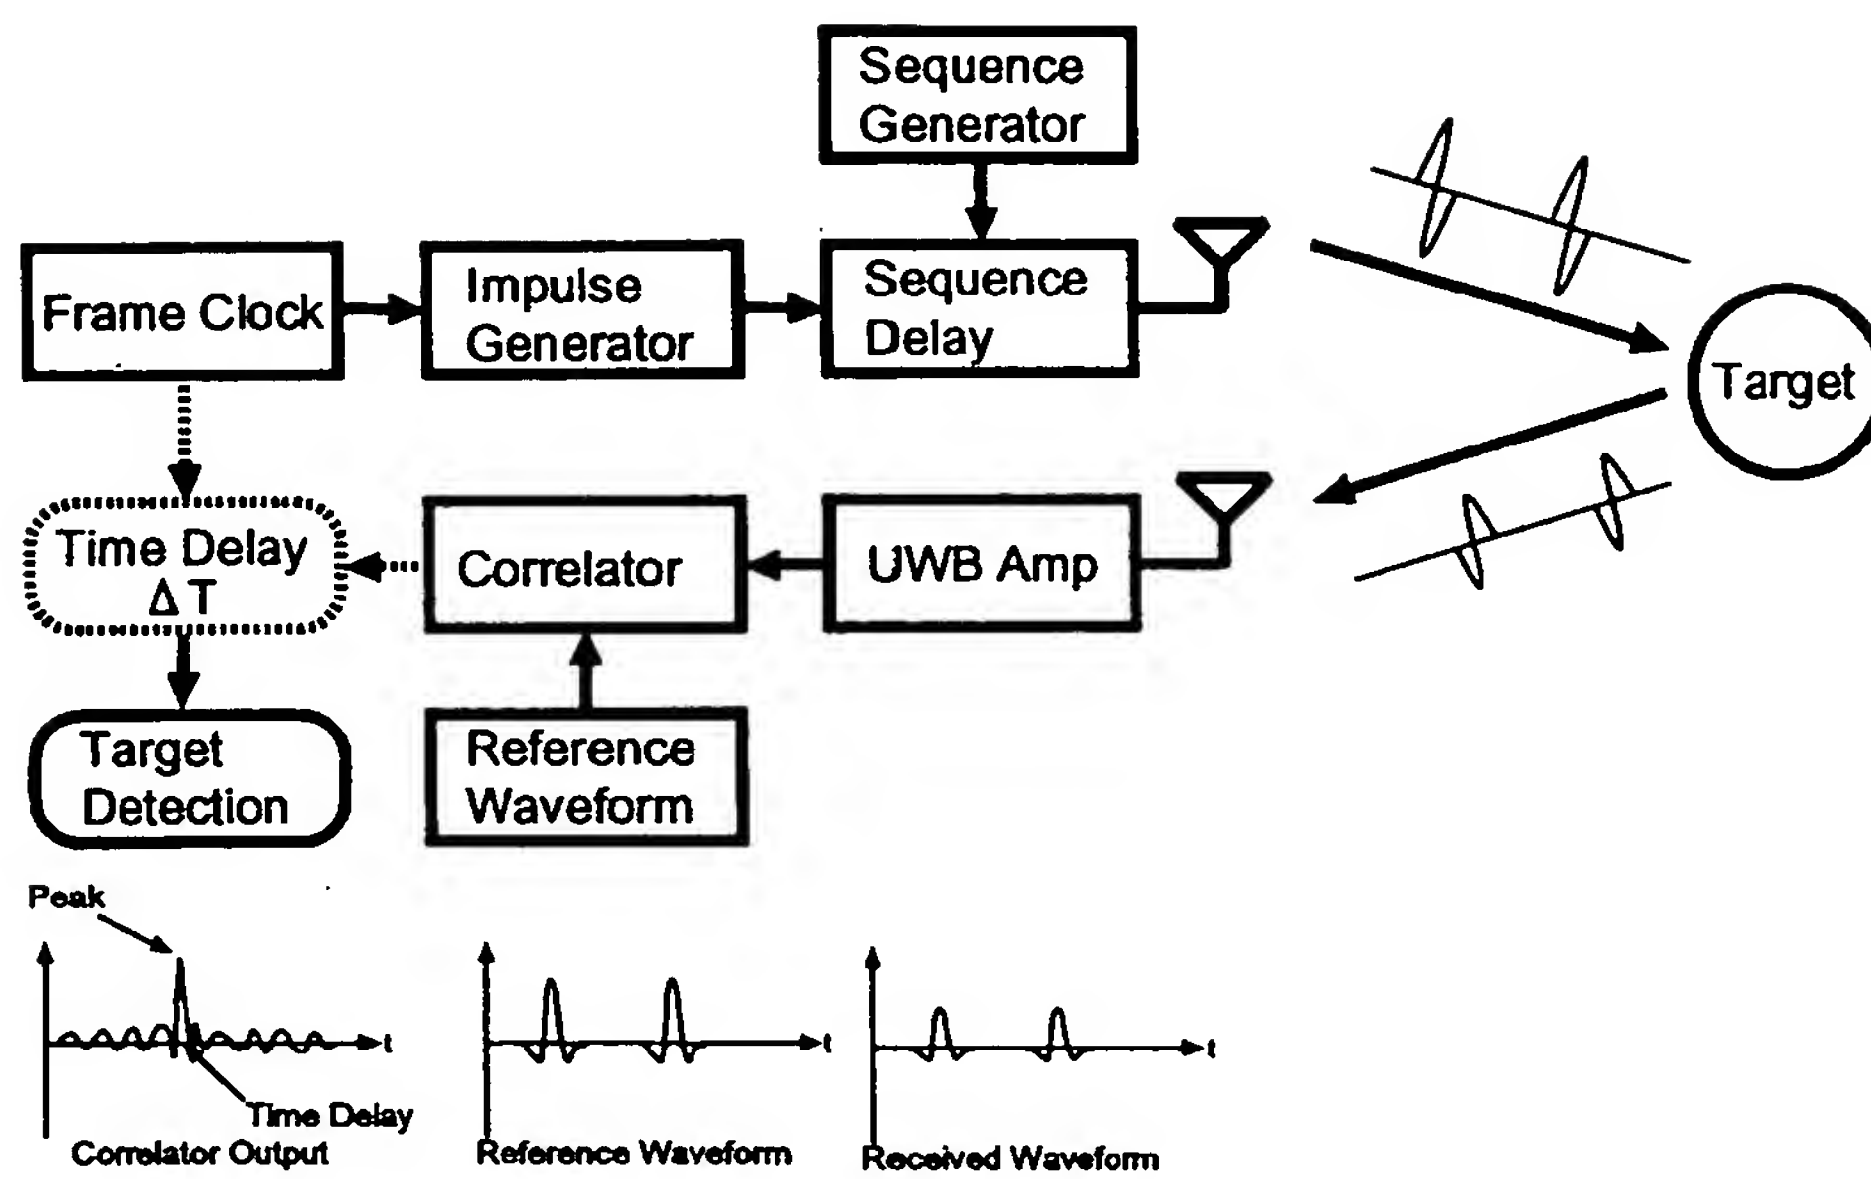 Sequence
Generator
Frame Clock
Impulse
Generator
Sequence
Delay
Target
Time Delay
Δ T
Correlator
UWB Amp
Target
Detection
Reference
Waveform
Peak
t
t
t
Time Delay
Correlator Output
Reference Waveform
Received Waveform